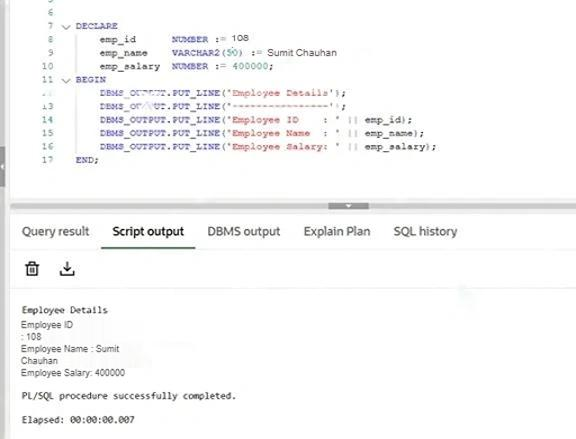 6
7 DECLARE
8 emp_id NUMBER := 108
9 emp_name VARCHAR2(50) := Sumit Chauhan
10 emp_salary NUMBER := 400000;
11 BEGIN
DBMS_OUTPUT.PUT_LINE('Employee Details');
13 DBMS_OUTPUT.PUT_LINE('----------------');
14 DBMS_OUTPUT.PUT_LINE('Employee ID : ' || emp_id);
15 DBMS_OUTPUT.PUT_LINE('Employee Name : ' || emp_name);
16 DBMS_OUTPUT.PUT_LINE('Employee Salary: ' || emp_salary);
17 END;
Query result Script output DBMS output Explain Plan SQL history
Employee Details
Employee ID
: 108
Employee Name : Sumit
Chauhan
Employee Salary: 400000
PL/SQL procedure successfully completed.
Elapsed: 00:00:00.007